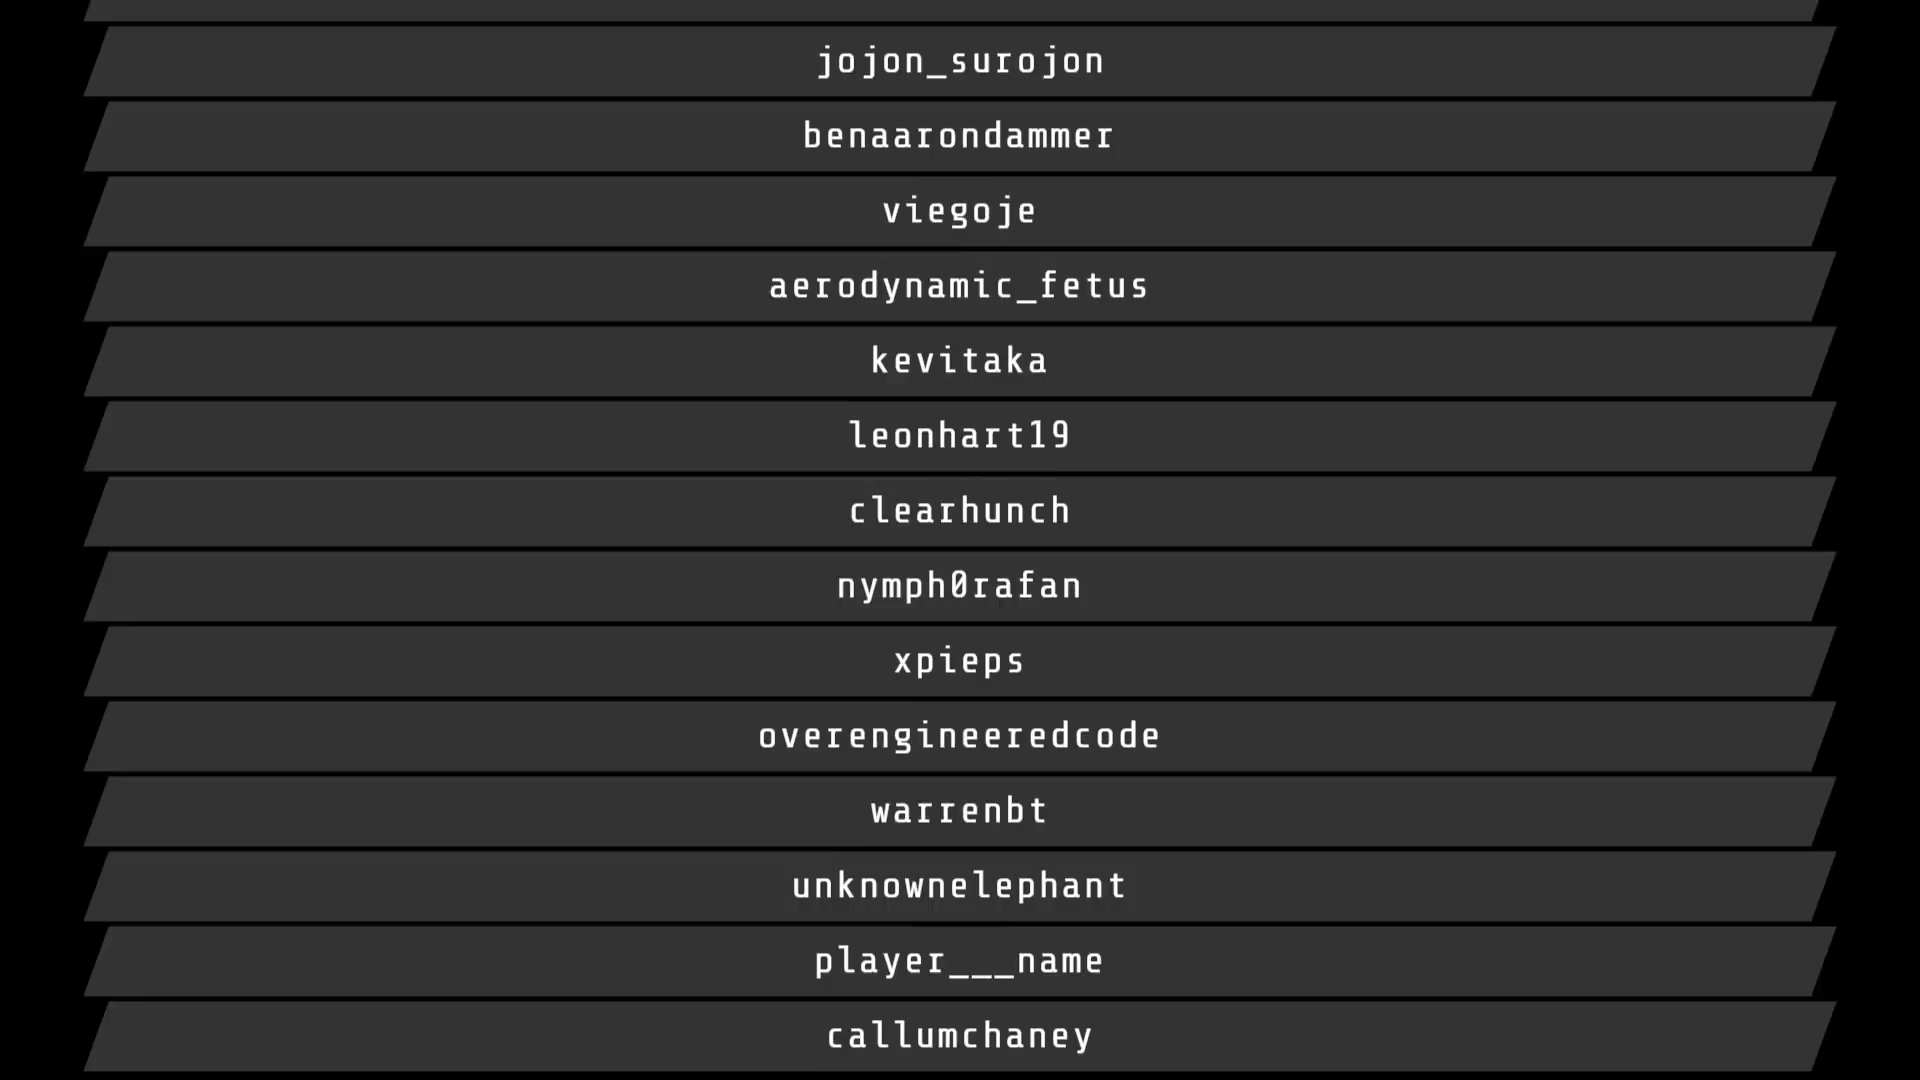 jojon_surojon
benaarondammer
viegoje
aerodynamic_fetus
kevitaka
leonhart19
clearhunch
nymph0rafan
xpieps
overengineeredcode
warrenbt
unknownelephant
player___name
callumchaney